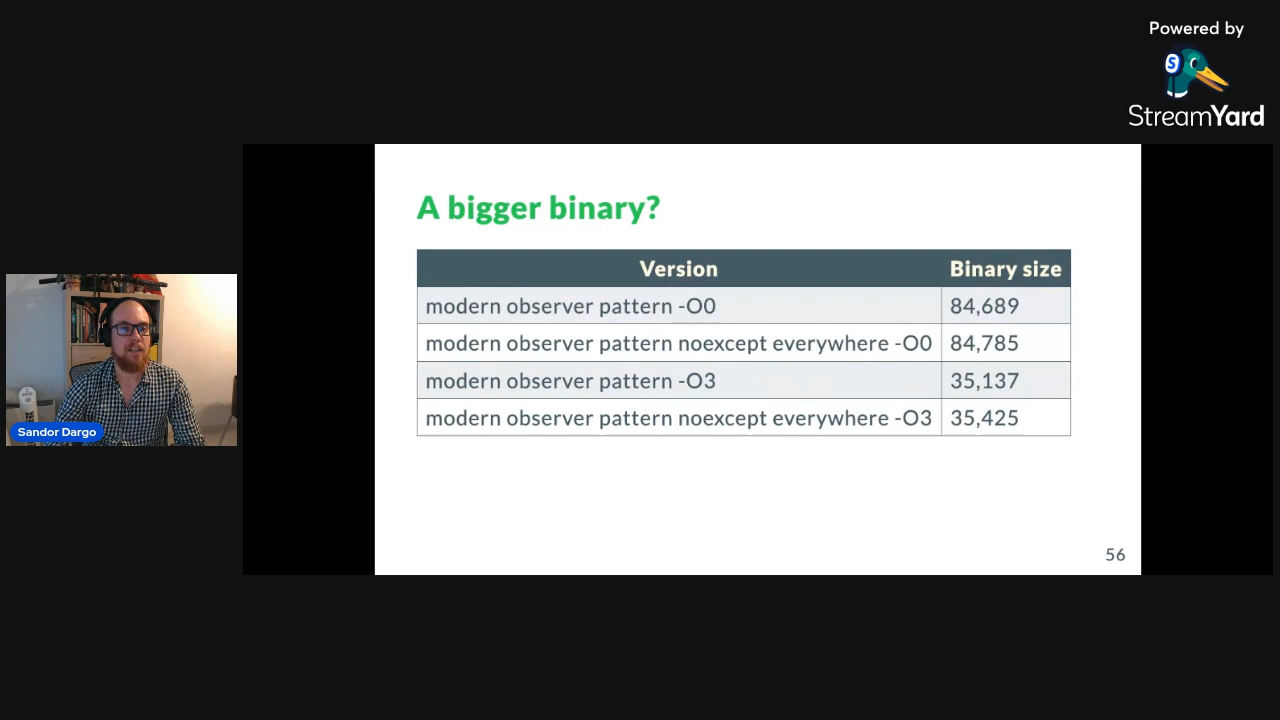 Powered by
S
StreamYard
A bigger binary?
Version Binary size
modern observer pattern -O0 84,689
modern observer pattern noexcept everywhere -O0 84,785
modern observer pattern -O3 35,137
modern observer pattern noexcept everywhere -O3 35,425
Sandor Dargo
56